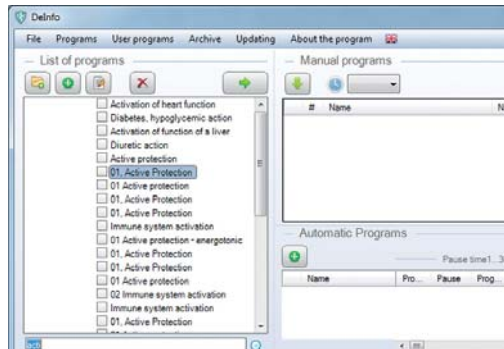 DeInfo
File Programs User programs Archive Updating About the program
List of programs
Manual programs
# Name N
Activation of heart function
Diabetes, hypoglycemic action
Activation of function of a liver
Diuretic action
Active protection
01, Active Protection
01 Active protection
01, Active Protection
01, Active Protection
Immune system activation
01 Active protection - energotonic
01, Active Protection
01, Active Protection
01 Active protection
02 Immune system activation
Immune system activation
01, Active Protection
01, Active Protection
acti
Automatic Programs
Pause time1.. 3
Name Pro... Pause Prog...